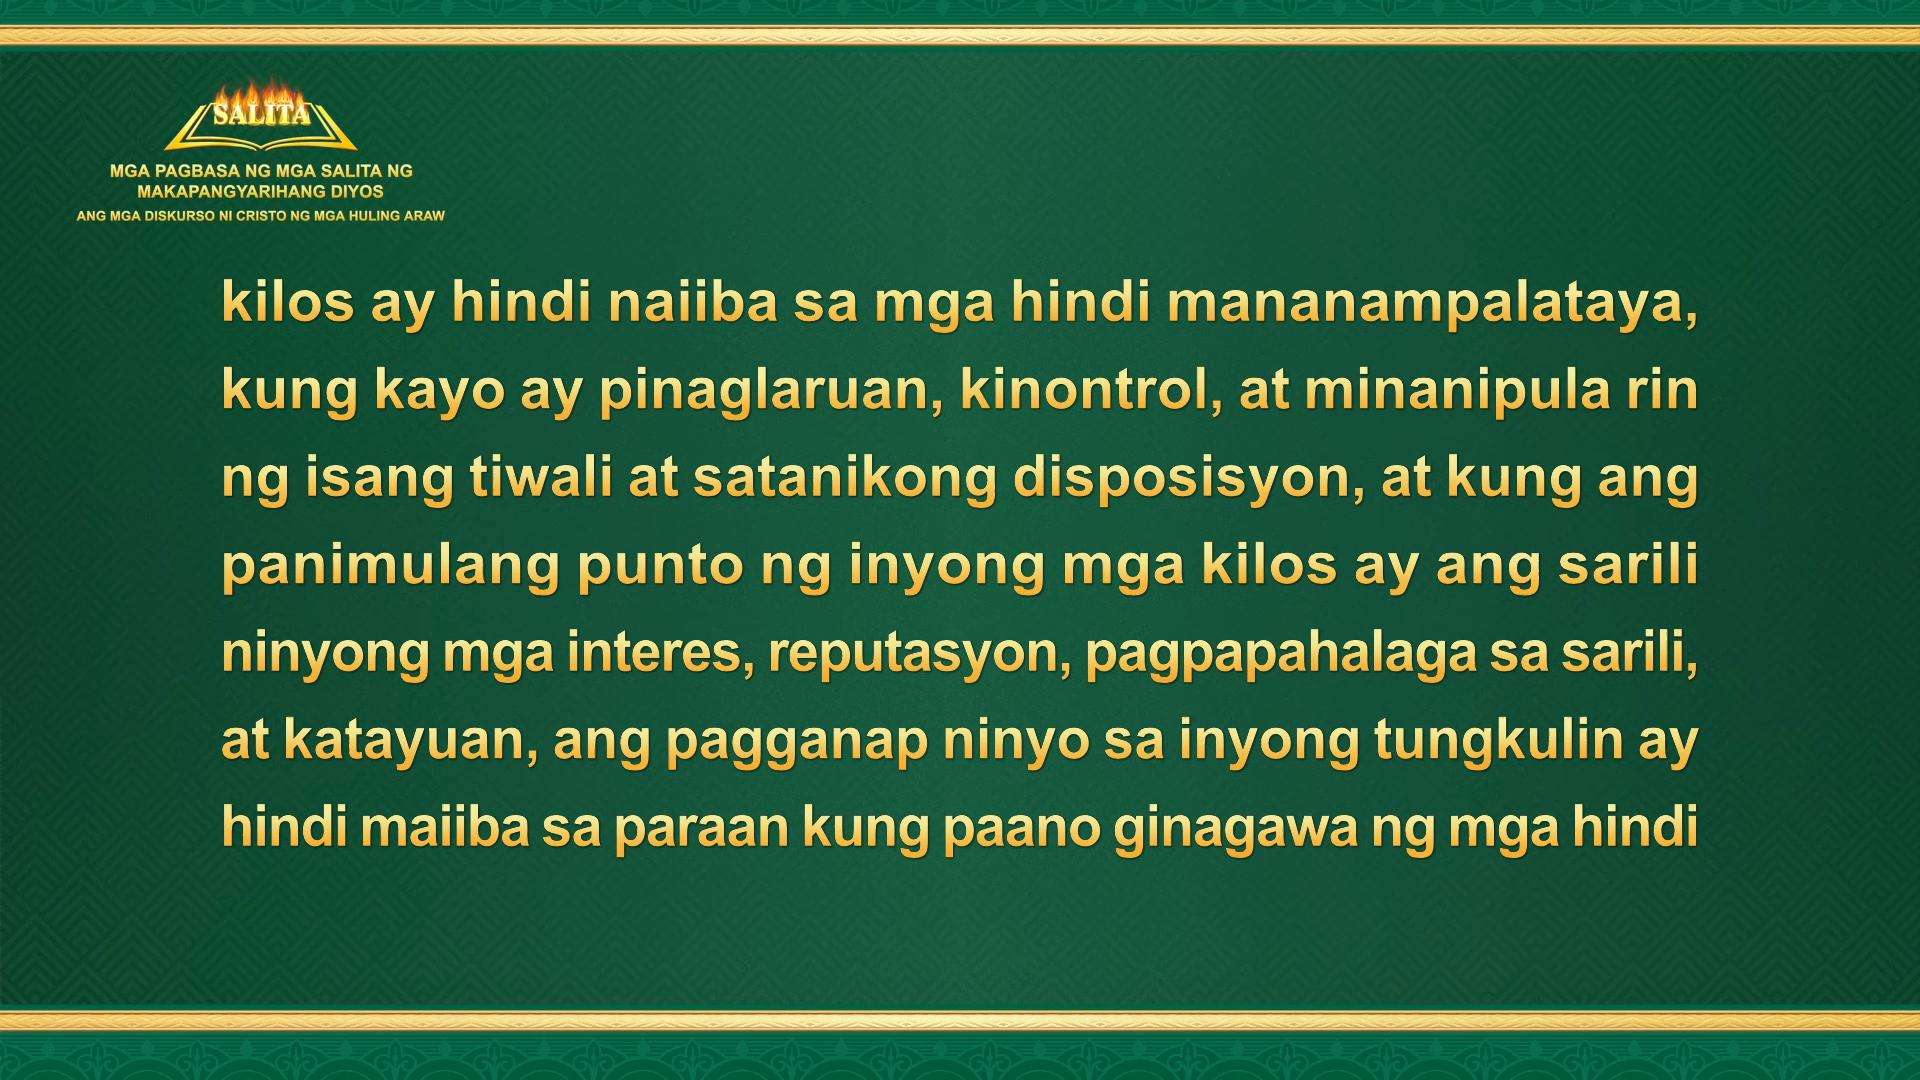 SALITA
MGA PAGBASA NG MGA SALITA NG
MAKAPANGYARIHANG DIYOS
ANG MGA DISKURSO NI CRISTO NG MGA HULING ARAW
kilos ay hindi naiiba sa mga hindi mananampalataya,
kung kayo ay pinaglaruan, kinontrol, at minanipula rin
ng isang tiwali at satanikong disposisyon, at kung ang
panimulang punto ng inyong mga kilos ay ang sarili
ninyong mga interes, reputasyon, pagpapahalaga sa sarili,
at katayuan, ang pagganap ninyo sa inyong tungkulin ay
hindi maiiba sa paraan kung paano ginagawa ng mga hindi